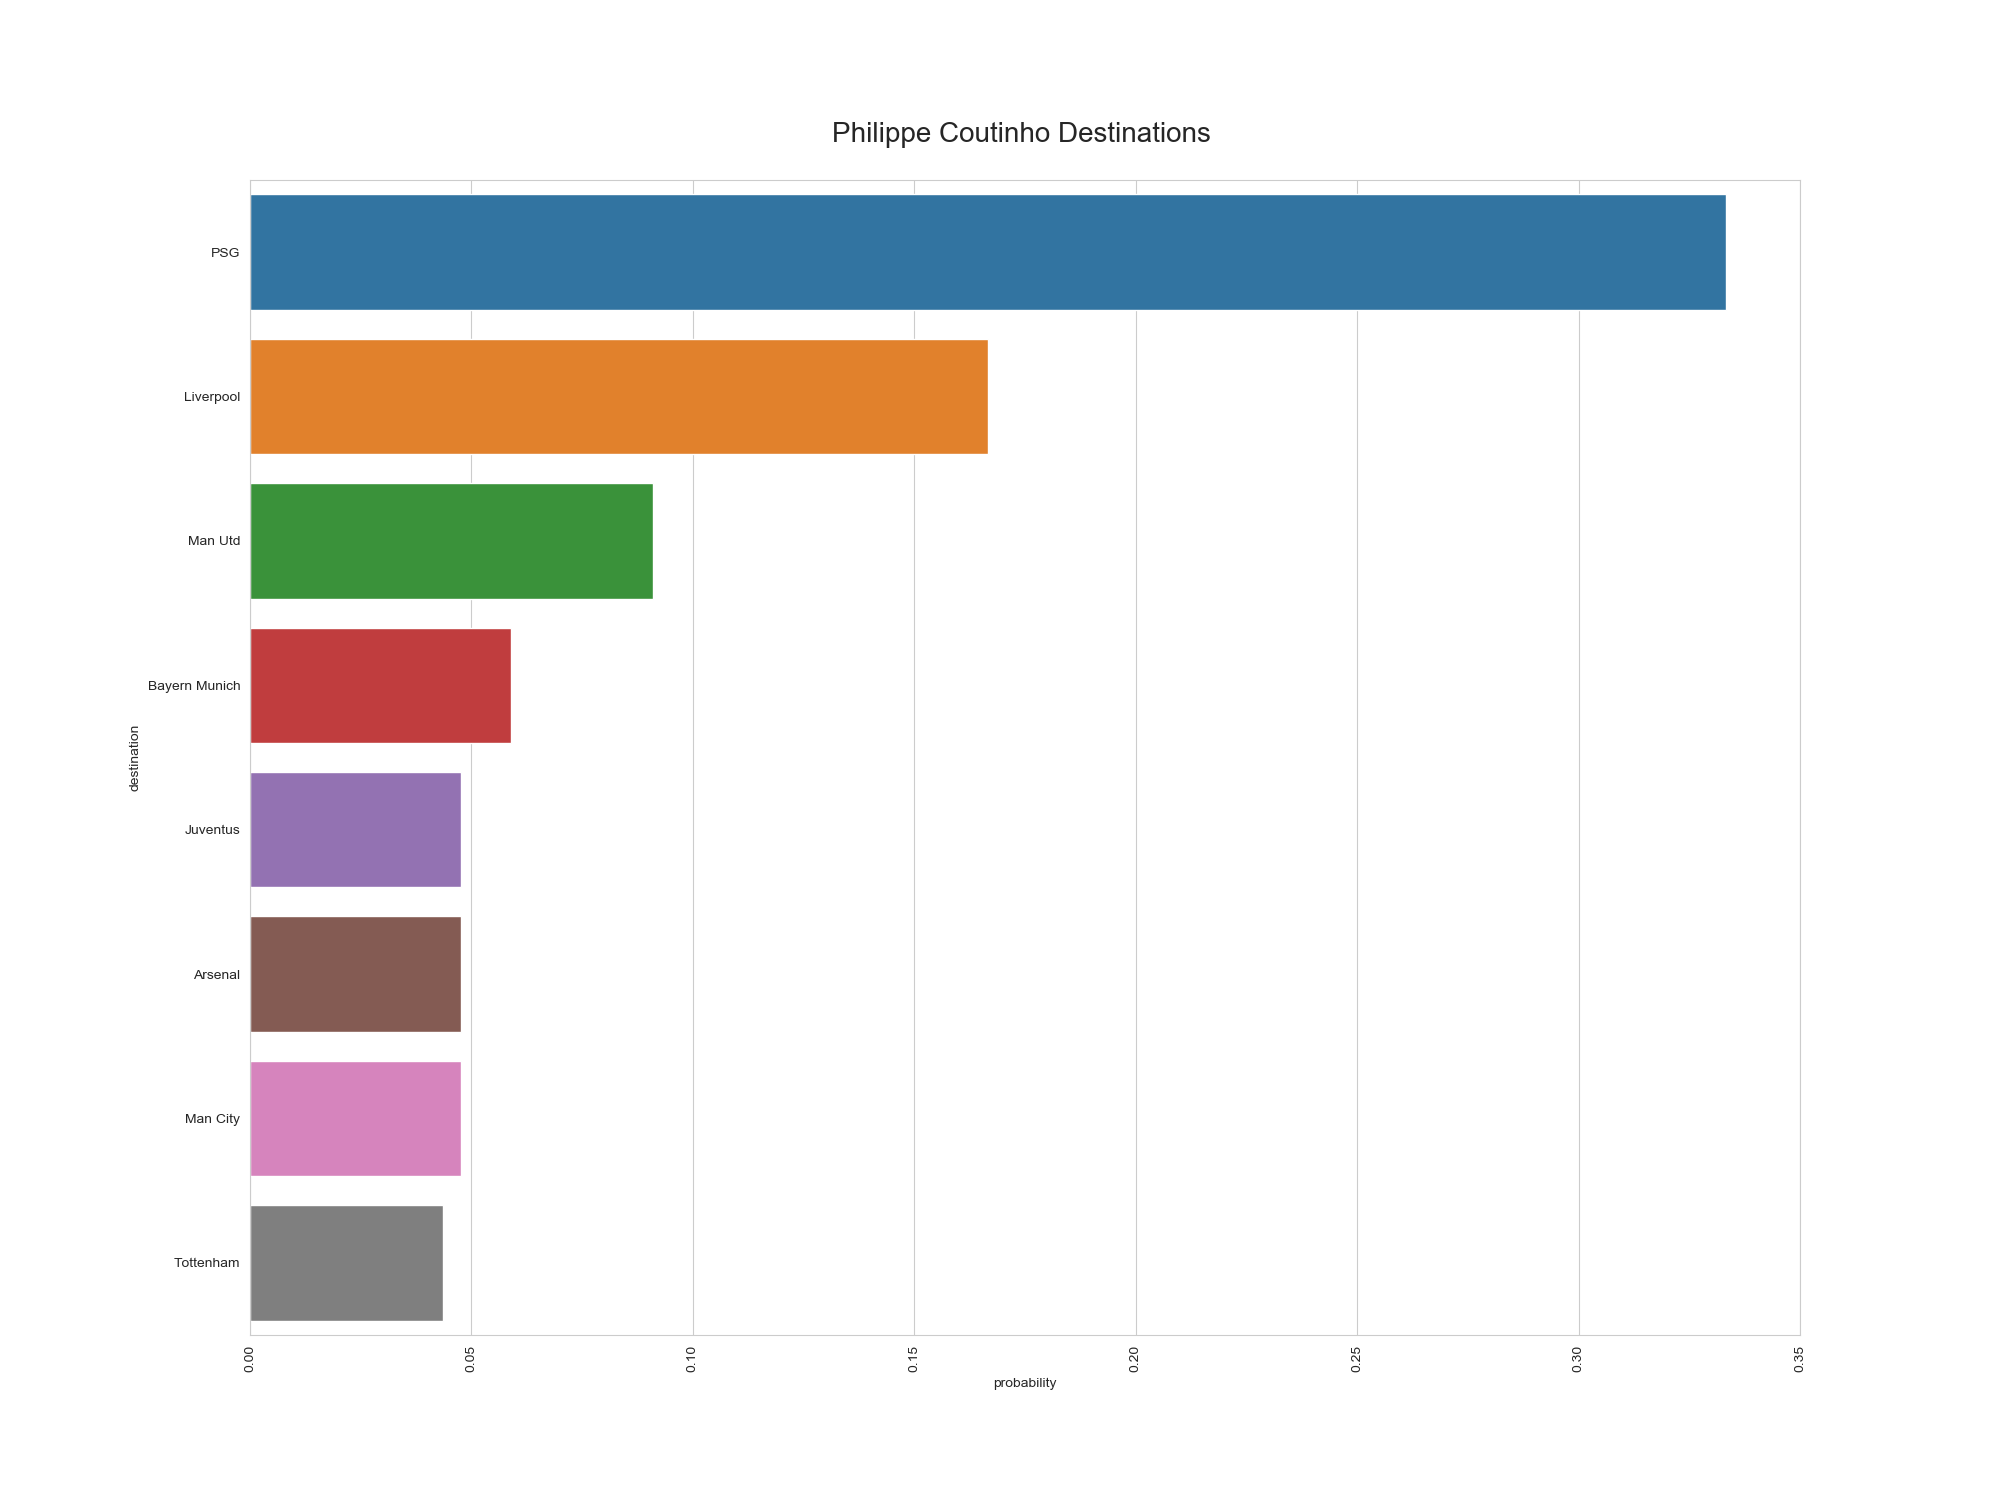 Philippe Coutinho Destinations
PSG
Liverpool
Man Utd
Bayern Munich
Juventus
Arsenal
Man City
Tottenham
destination
0.00
0.05
0.10
0.15
0.20
0.25
0.30
0.35
probability